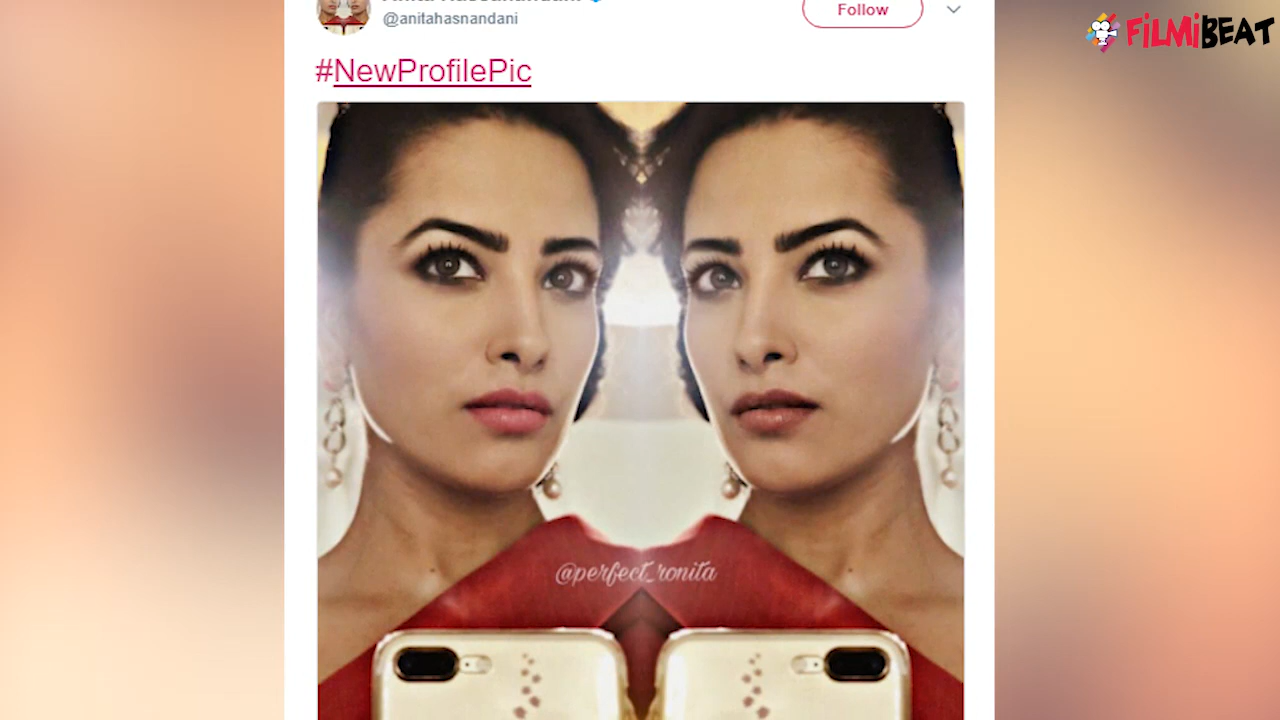 @anitahasnandani
Follow
FILMIBEAT
#NewProfilePic
@perfect_ronita